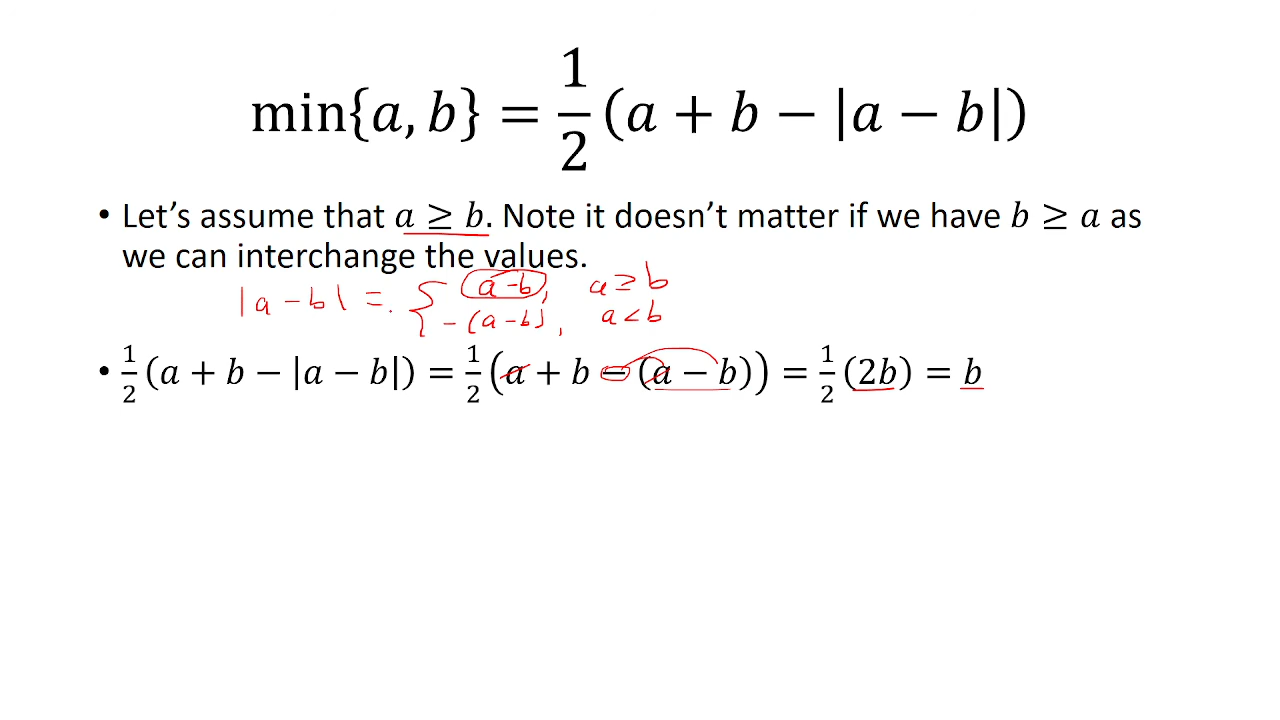 min{a, b} = 1/2 (a + b − |a − b|)
• Let's assume that a ≥ b. Note it doesn't matter if we have b ≥ a as
we can interchange the values.
|a − b| = { a−b, a ≥ b
−(a−b), a < b
• 1/2 (a + b − |a − b|) = 1/2 (a + b − (a − b)) = 1/2 (2b) = b